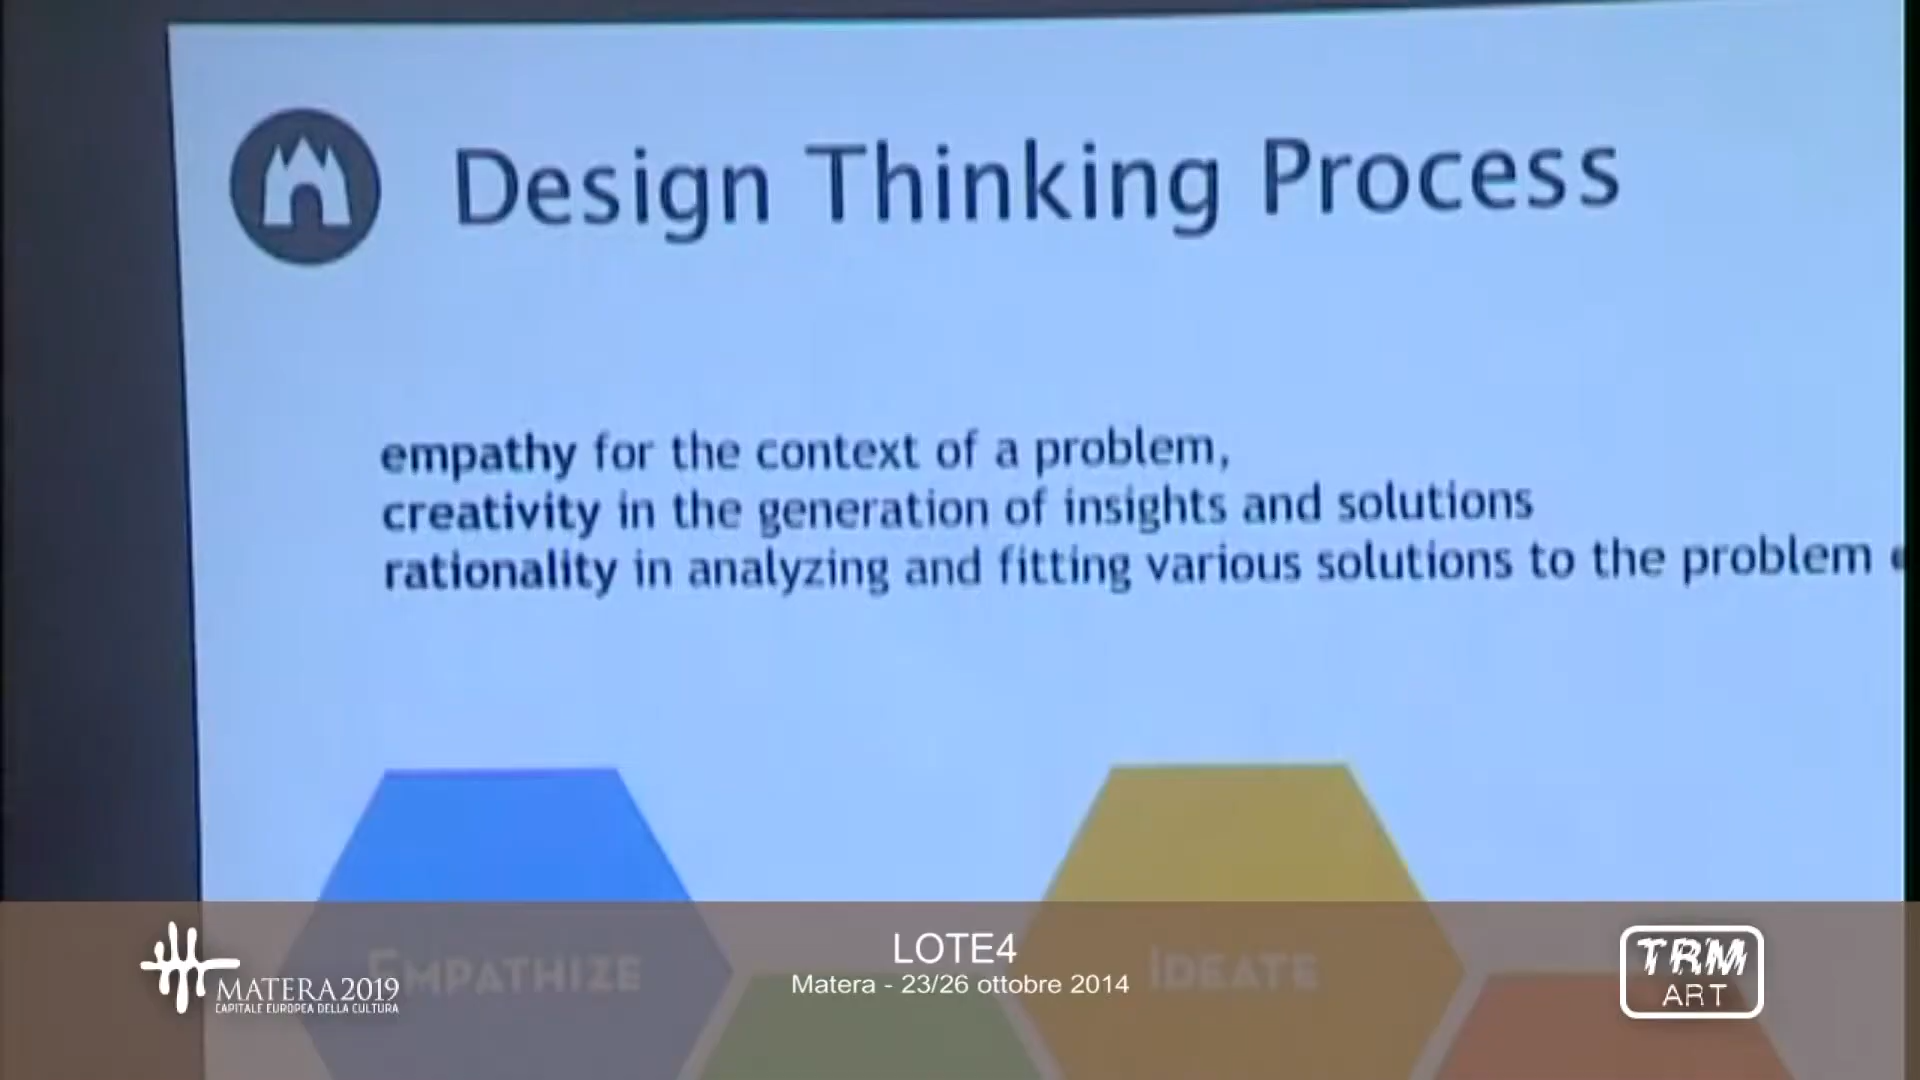 Design Thinking Process
empathy for the context of a problem,
creativity in the generation of insights and solutions
rationality in analyzing and fitting various solutions to the problem
EMPATHIZE
IDEATE
MATERA 2019
CAPITALE EUROPEA DELLA CULTURA
LOTE4
Matera - 23/26 ottobre 2014
TRM
ART